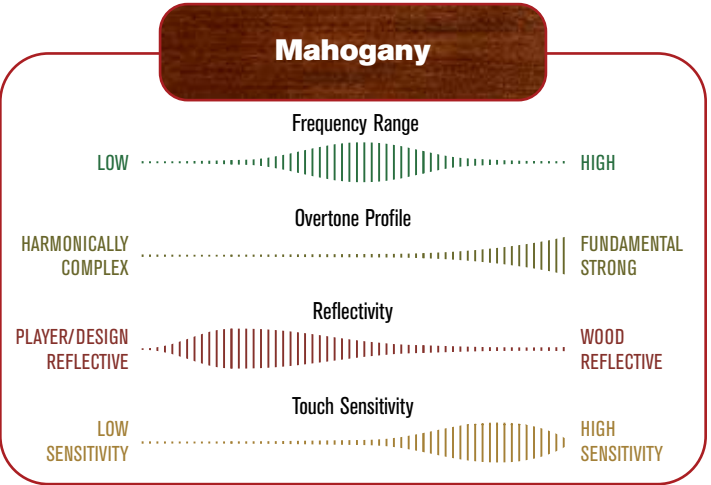 Mahogany
Frequency Range
LOW
HIGH
Overtone Profile
HARMONICALLY
COMPLEX
FUNDAMENTAL
STRONG
Reflectivity
PLAYER/DESIGN
REFLECTIVE
WOOD
REFLECTIVE
Touch Sensitivity
LOW
SENSITIVITY
HIGH
SENSITIVITY